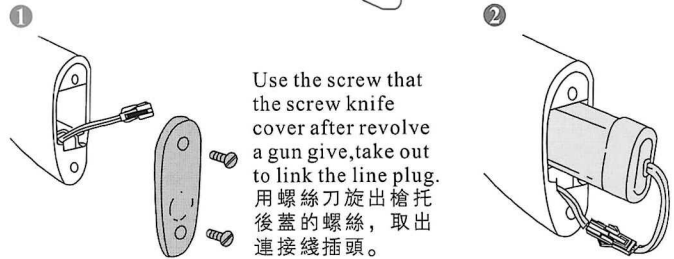 1
2
Use the screw that
the screw knife
cover after revolve
a gun give,take out
to link the line plug.
用螺絲刀旋出槍托
後蓋的螺絲，取出
連接綫插頭。